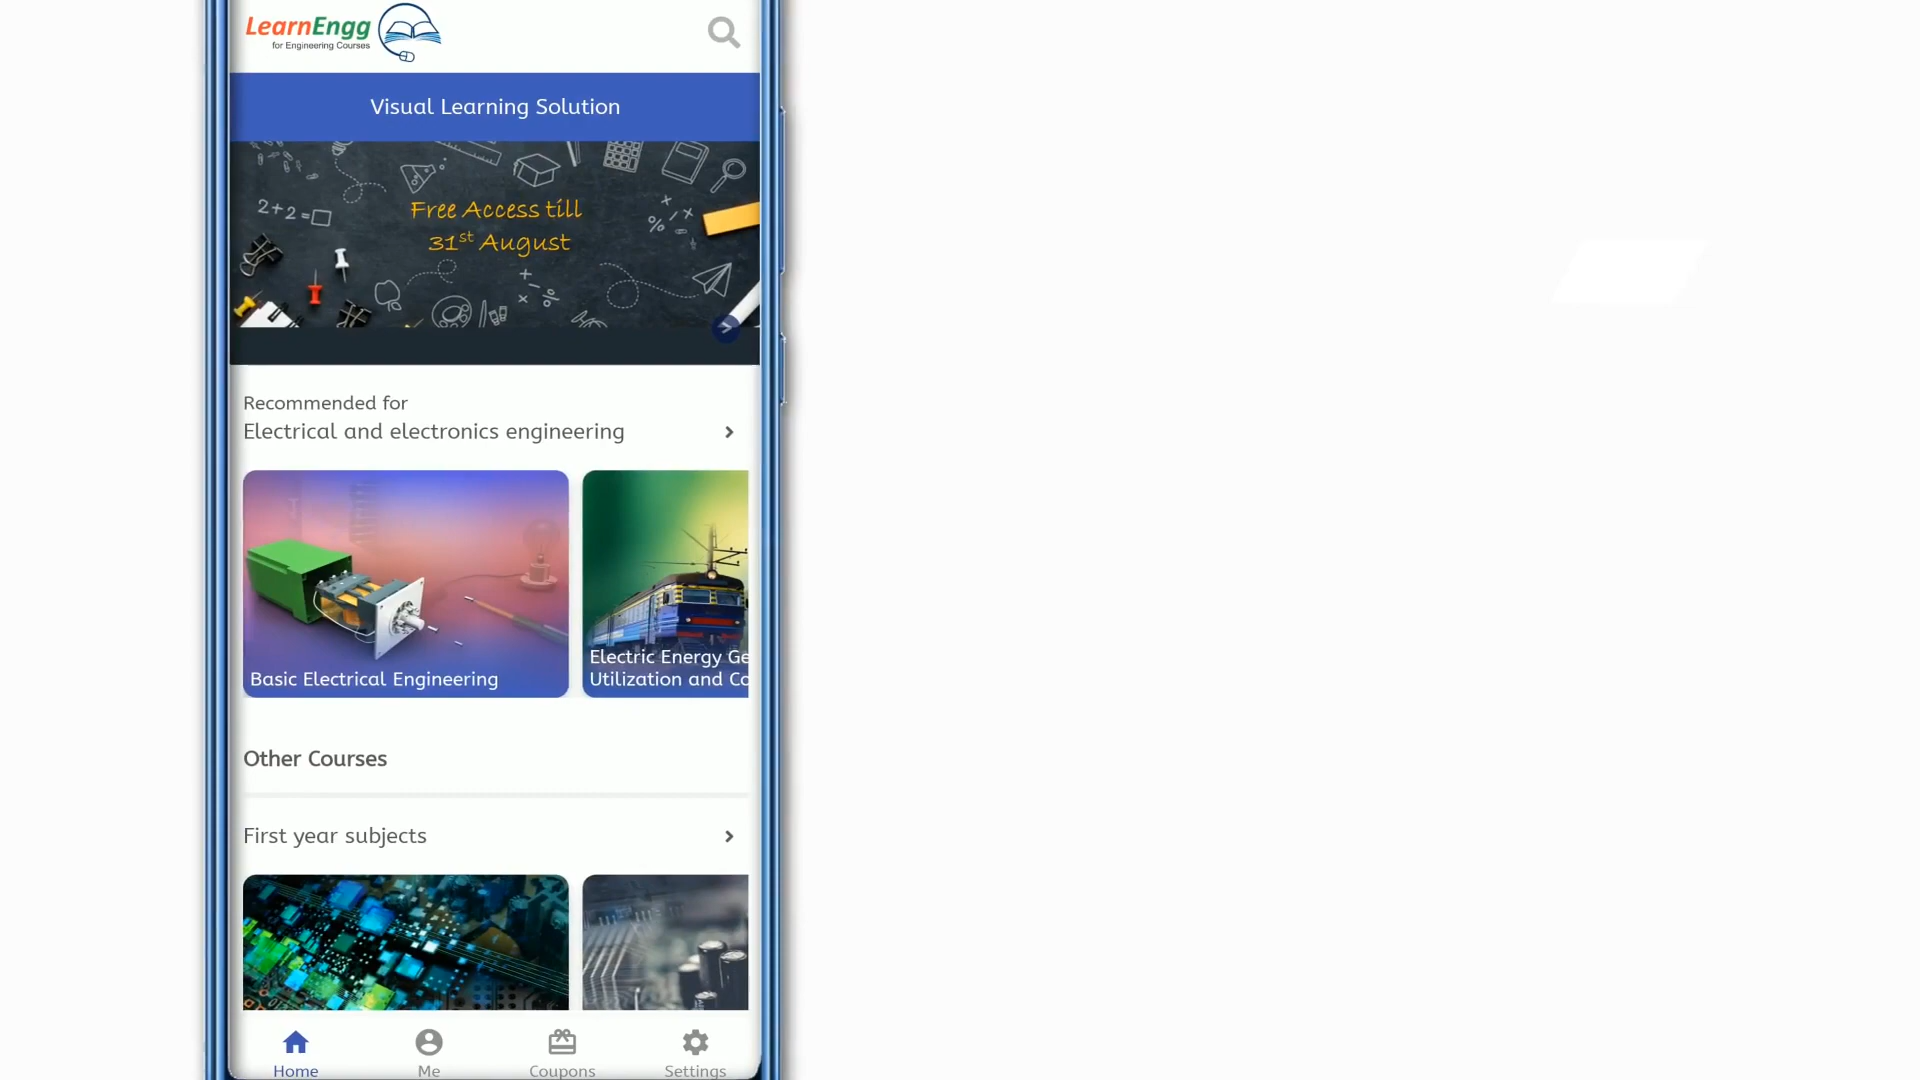 LearnEngg
for Engineering Courses
Visual Learning Solution
2+2=
Free Access till
31st August
Recommended for
Electrical and electronics engineering
Basic Electrical Engineering
Electric Energy Ge
Utilization and Co
Other Courses
First year subjects
Home
Me
Coupons
Settings